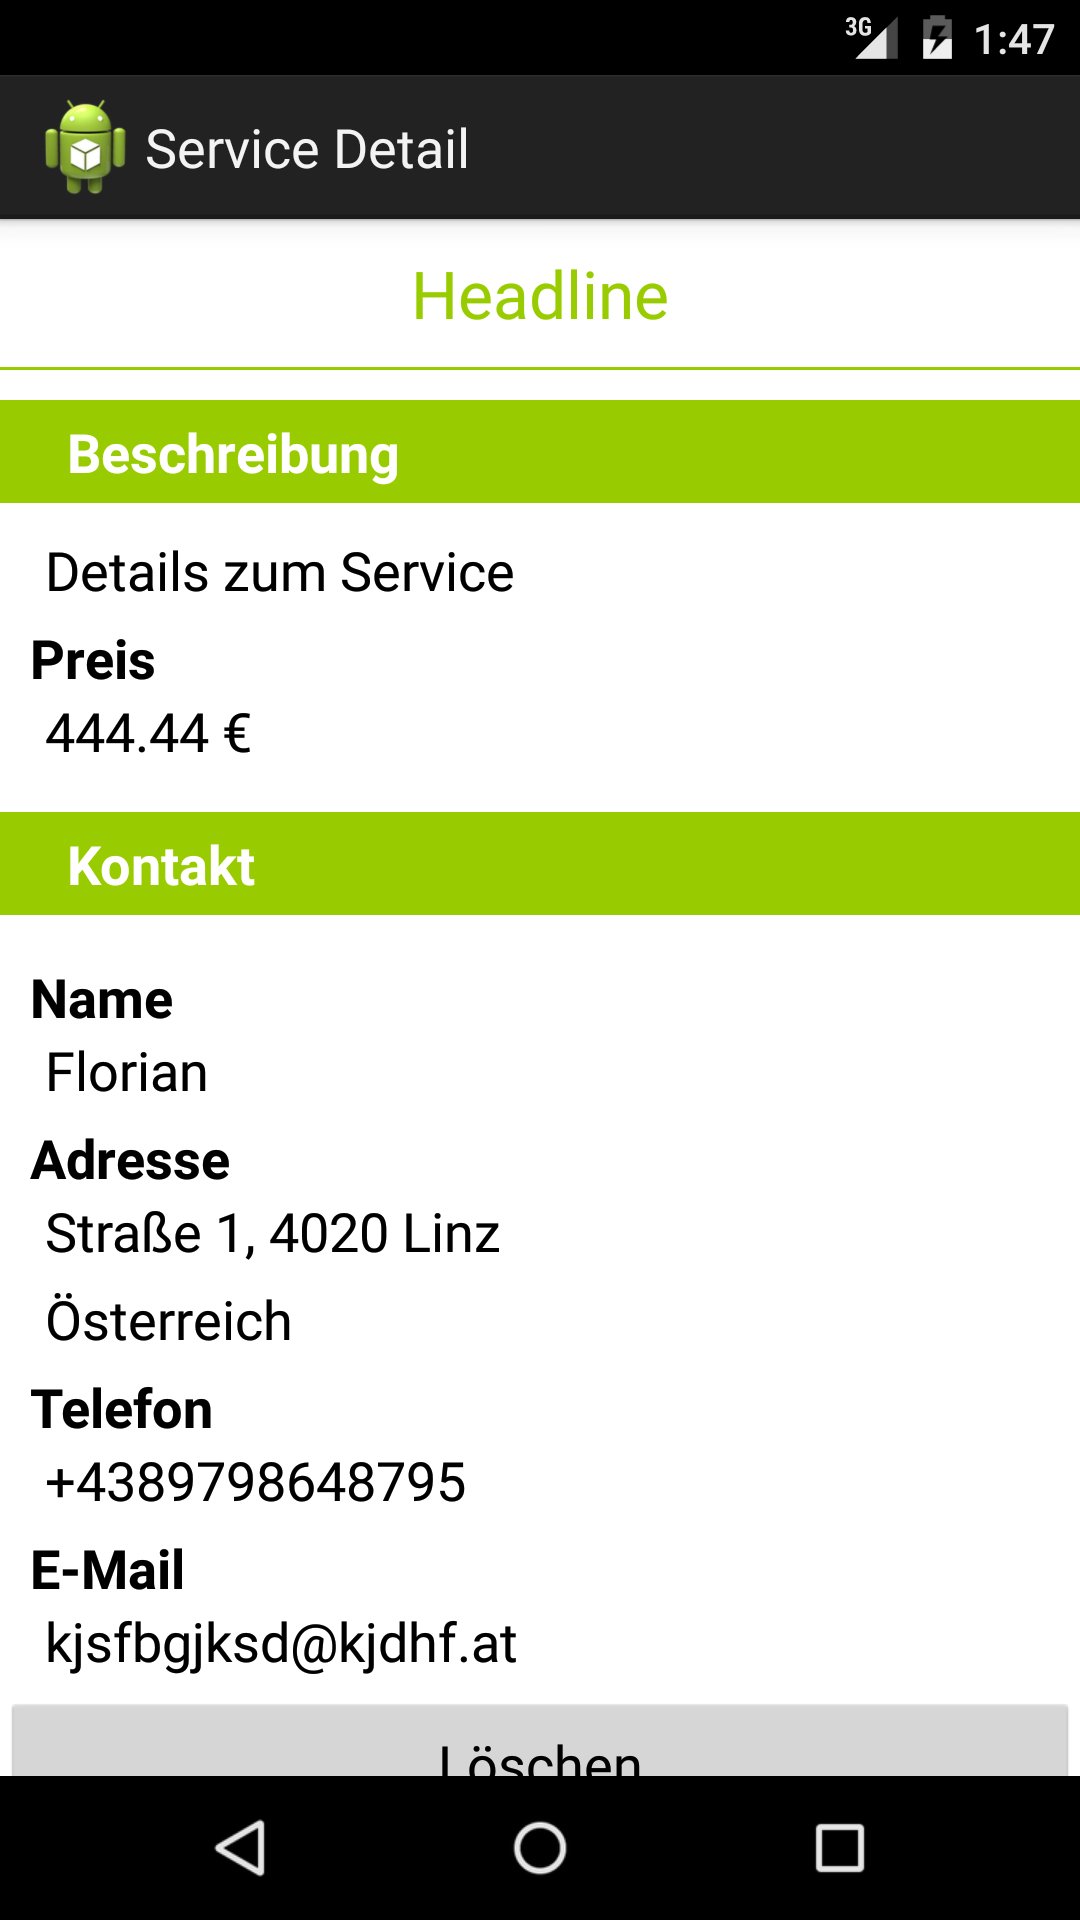 3G 1:47
Service Detail
Headline
Beschreibung
Details zum Service
Preis
444.44 €
Kontakt
Name
Florian
Adresse
Straße 1, 4020 Linz
Österreich
Telefon
+4389798648795
E-Mail
kjsfbgjksd@kjdhf.at
Löschen